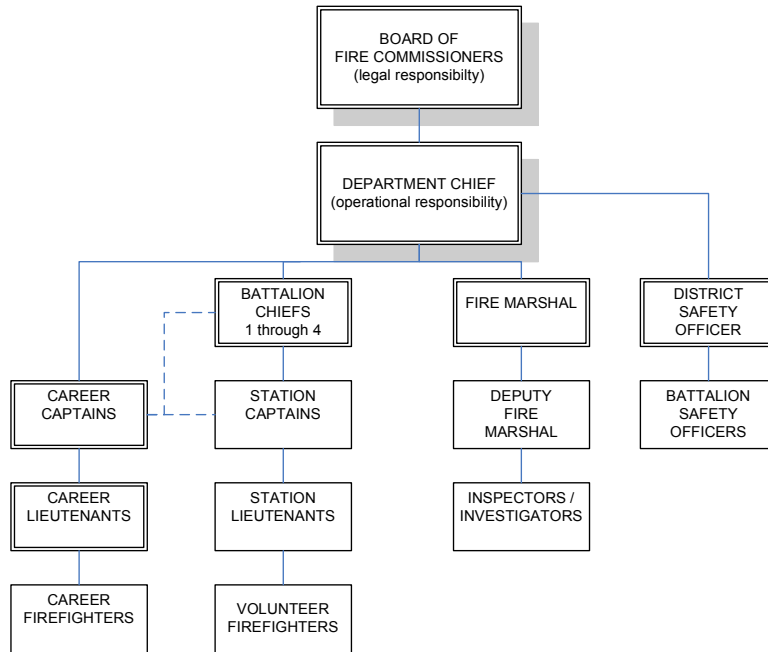 BOARD OF
FIRE COMMISSIONERS
(legal responsibilty)
DEPARTMENT CHIEF
(operational responsibility)
BATTALION
CHIEFS
1 through 4
FIRE MARSHAL
DISTRICT
SAFETY
OFFICER
CAREER
CAPTAINS
STATION
CAPTAINS
DEPUTY
FIRE
MARSHAL
BATTALION
SAFETY
OFFICERS
CAREER
LIEUTENANTS
STATION
LIEUTENANTS
INSPECTORS /
INVESTIGATORS
CAREER
FIREFIGHTERS
VOLUNTEER
FIREFIGHTERS